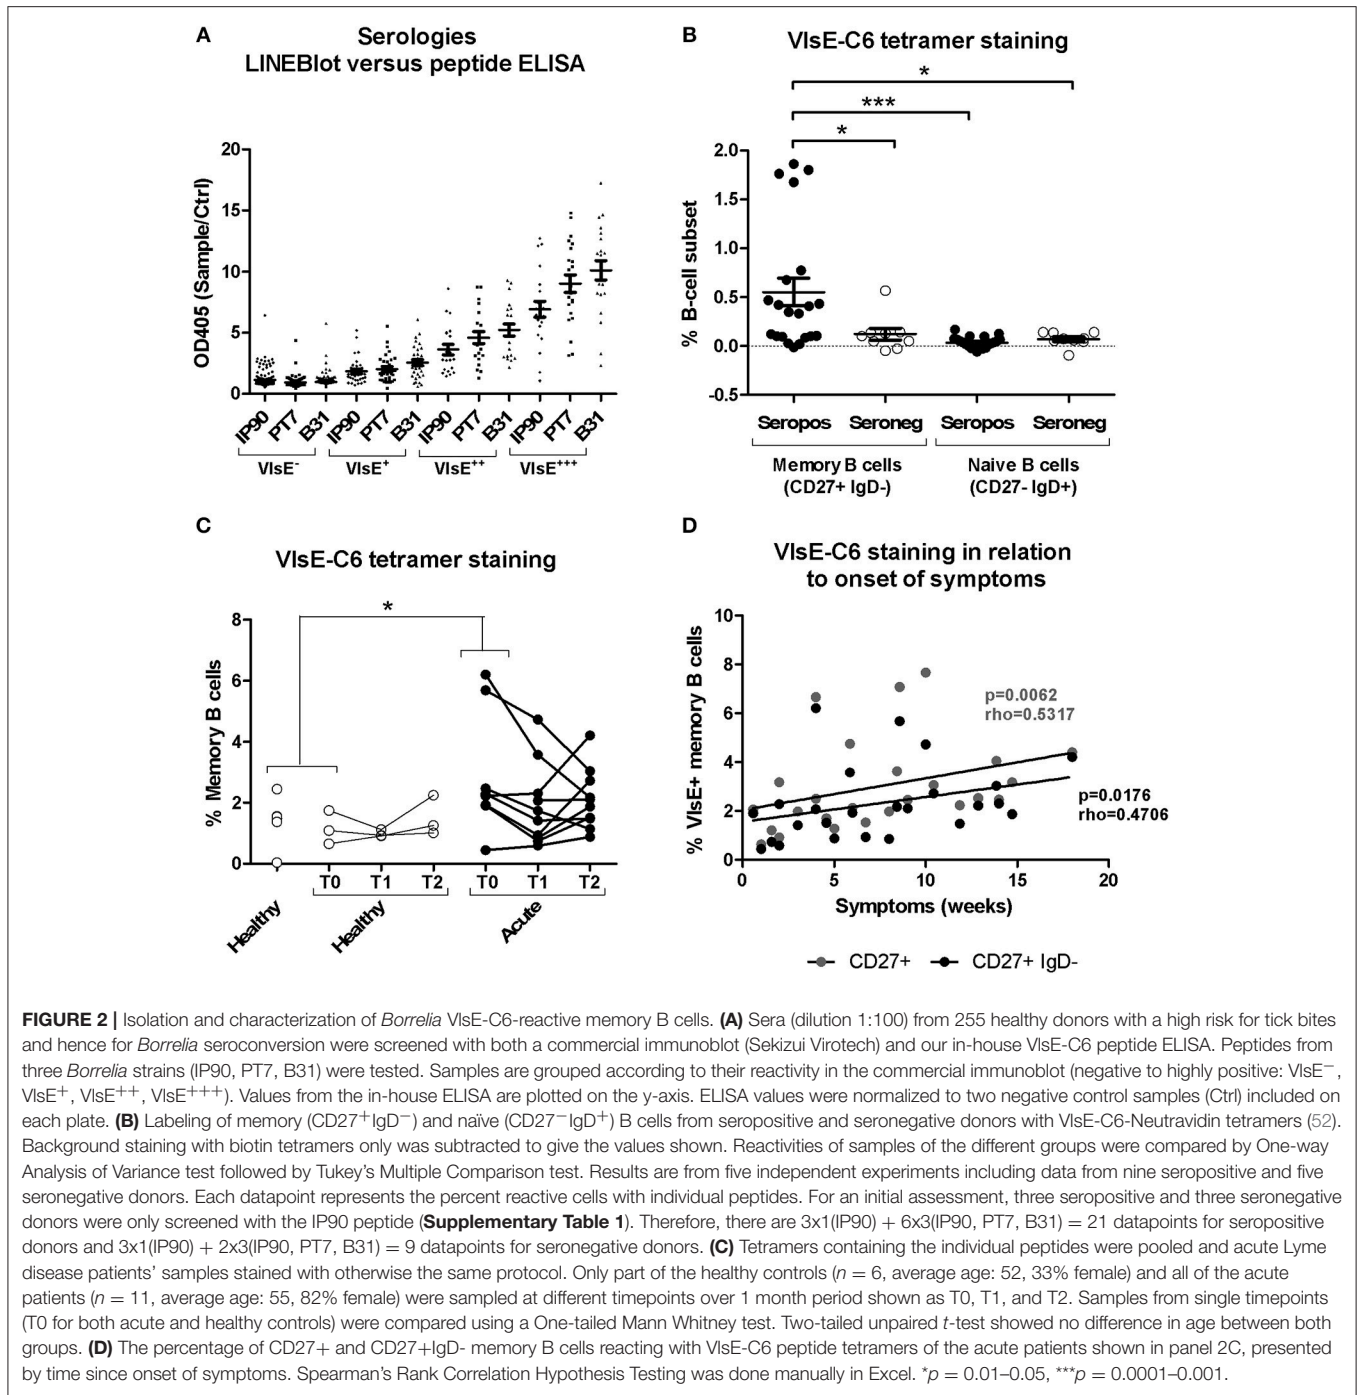 A
Serologies
LINEBlot versus peptide ELISA
OD405 (Sample/Ctrl)
20
15
10
5
0
IP90 PT7 B31 IP90 PT7 B31 IP90 PT7 B31 IP90 PT7 B31
VlsE⁻ VlsE⁺ VlsE⁺⁺ VlsE⁺⁺⁺
B
VlsE-C6 tetramer staining
*
***
*
% B-cell subset
2.0
1.5
1.0
0.5
0.0
-0.5
Seropos Seroneg Seropos Seroneg
Memory B cells Naive B cells
(CD27+ IgD-) (CD27- IgD+)
C
VlsE-C6 tetramer staining
*
% Memory B cells
8
6
4
2
0
T0 T1 T2 T0 T1 T2
Healthy Healthy Acute
D
VlsE-C6 staining in relation
to onset of symptoms
% VlsE+ memory B cells
10
8
6
4
2
0
p=0.0062
rho=0.5317
p=0.0176
rho=0.4706
0 5 10 15 20
Symptoms (weeks)
CD27+ CD27+ IgD-
FIGURE 2 | Isolation and characterization of Borrelia VlsE-C6-reactive memory B cells. (A) Sera (dilution 1:100) from 255 healthy donors with a high risk for tick bites
and hence for Borrelia seroconversion were screened with both a commercial immunoblot (Sekizui Virotech) and our in-house VlsE-C6 peptide ELISA. Peptides from
three Borrelia strains (IP90, PT7, B31) were tested. Samples are grouped according to their reactivity in the commercial immunoblot (negative to highly positive: VlsE⁻,
VlsE⁺, VlsE⁺⁺, VlsE⁺⁺⁺). Values from the in-house ELISA are plotted on the y-axis. ELISA values were normalized to two negative control samples (Ctrl) included on
each plate. (B) Labeling of memory (CD27⁺IgD⁻) and naïve (CD27⁻IgD⁺) B cells from seropositive and seronegative donors with VlsE-C6-Neutravidin tetramers (52).
Background staining with biotin tetramers only was subtracted to give the values shown. Reactivities of samples of the different groups were compared by One-way
Analysis of Variance test followed by Tukey's Multiple Comparison test. Results are from five independent experiments including data from nine seropositive and five
seronegative donors. Each datapoint represents the percent reactive cells with individual peptides. For an initial assessment, three seropositive and three seronegative
donors were only screened with the IP90 peptide (Supplementary Table 1). Therefore, there are 3x1(IP90) + 6x3(IP90, PT7, B31) = 21 datapoints for seropositive
donors and 3x1(IP90) + 2x3(IP90, PT7, B31) = 9 datapoints for seronegative donors. (C) Tetramers containing the individual peptides were pooled and acute Lyme
disease patients' samples stained with otherwise the same protocol. Only part of the healthy controls (n = 6, average age: 52, 33% female) and all of the acute
patients (n = 11, average age: 55, 82% female) were sampled at different timepoints over 1 month period shown as T0, T1, and T2. Samples from single timepoints
(T0 for both acute and healthy controls) were compared using a One-tailed Mann Whitney test. Two-tailed unpaired t-test showed no difference in age between both
groups. (D) The percentage of CD27+ and CD27+IgD- memory B cells reacting with VlsE-C6 peptide tetramers of the acute patients shown in panel 2C, presented
by time since onset of symptoms. Spearman's Rank Correlation Hypothesis Testing was done manually in Excel. *p = 0.01–0.05, ***p = 0.0001–0.001.